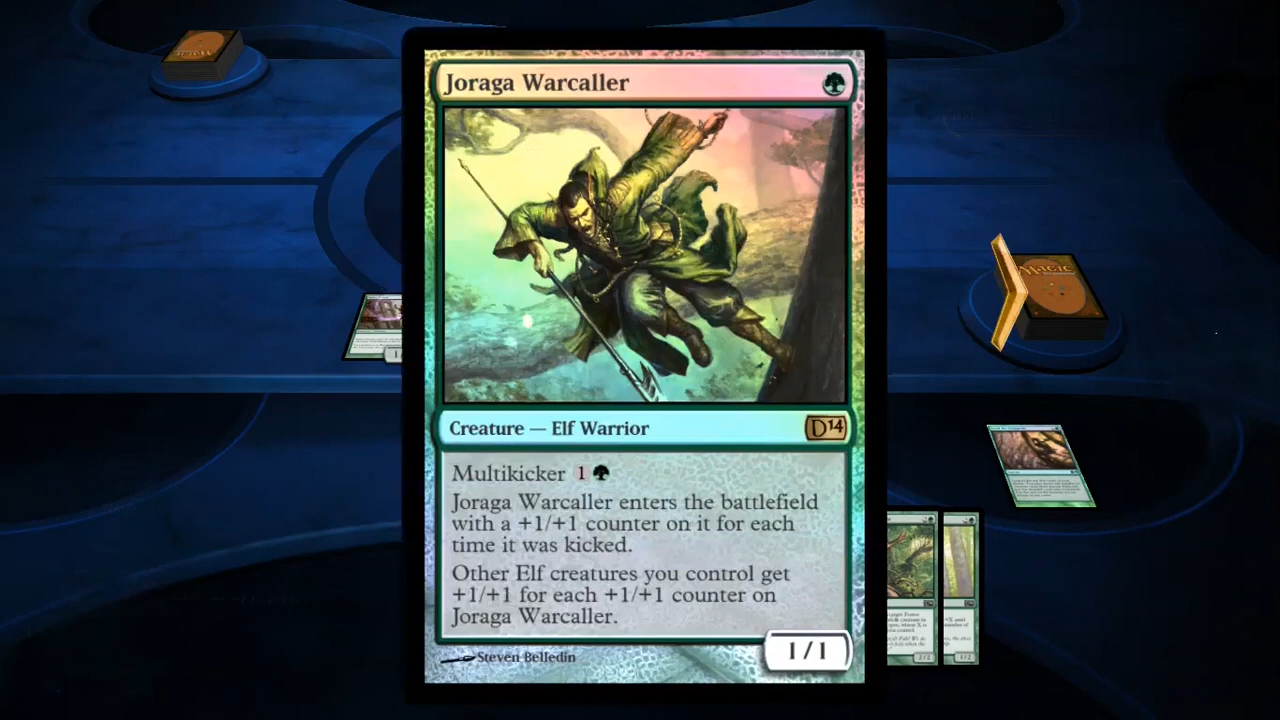 Joraga Warcaller
Creature — Elf Warrior
D14
Multikicker 1
Joraga Warcaller enters the battlefield
with a +1/+1 counter on it for each
time it was kicked.
Other Elf creatures you control get
+1/+1 for each +1/+1 counter on
Joraga Warcaller.
1/1
Steven Belledin
MAGIC